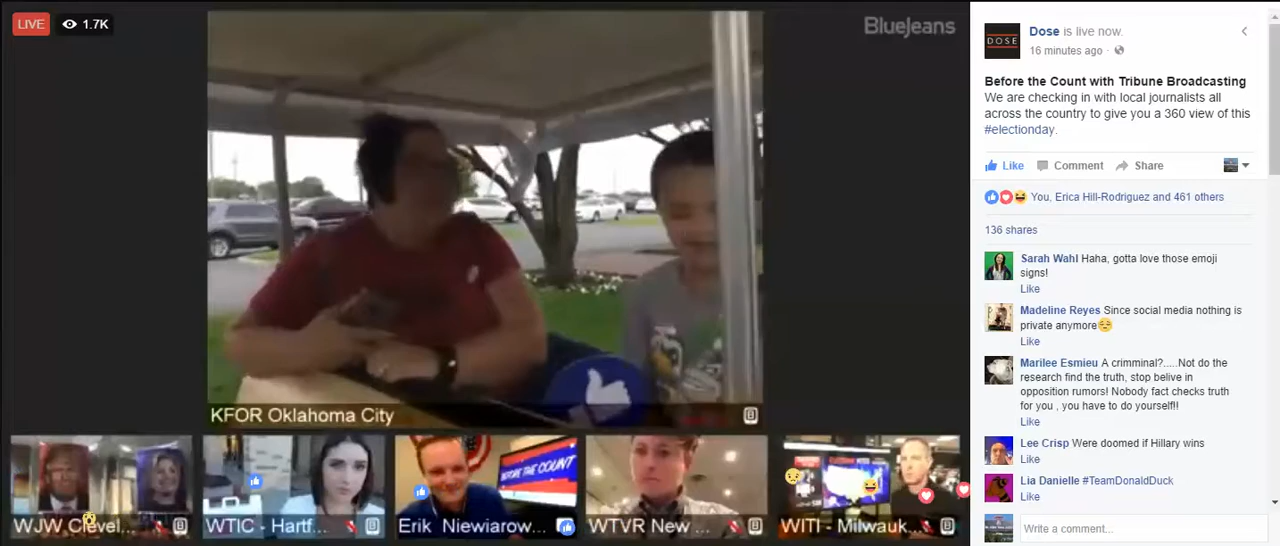 LIVE 1.7K
BlueJeans
KFOR Oklahoma City
WJW Clevel...
WTIC - Hartf...
BEFORE THE COUNT
Erik Niewiarow...
WTVR New ...
WITI - Milwauk...
DOSE
Dose is live now.
16 minutes ago ·
Before the Count with Tribune Broadcasting
We are checking in with local journalists all
across the country to give you a 360 view of this
#electionday.
Like Comment Share
You, Erica Hill-Rodriguez and 461 others
136 shares
Sarah Wahl Haha, gotta love those emoji
signs!
Like
Madeline Reyes Since social media nothing is
private anymore😔
Like
Marilee Esmieu A crimminal?.....Not do the
research find the truth, stop belive in
opposition rumors! Nobody fact checks truth
for you , you have to do yourself!!
Like
Lee Crisp Were doomed if Hillary wins
Like
Lia Danielle #TeamDonaldDuck
Like
Write a comment...